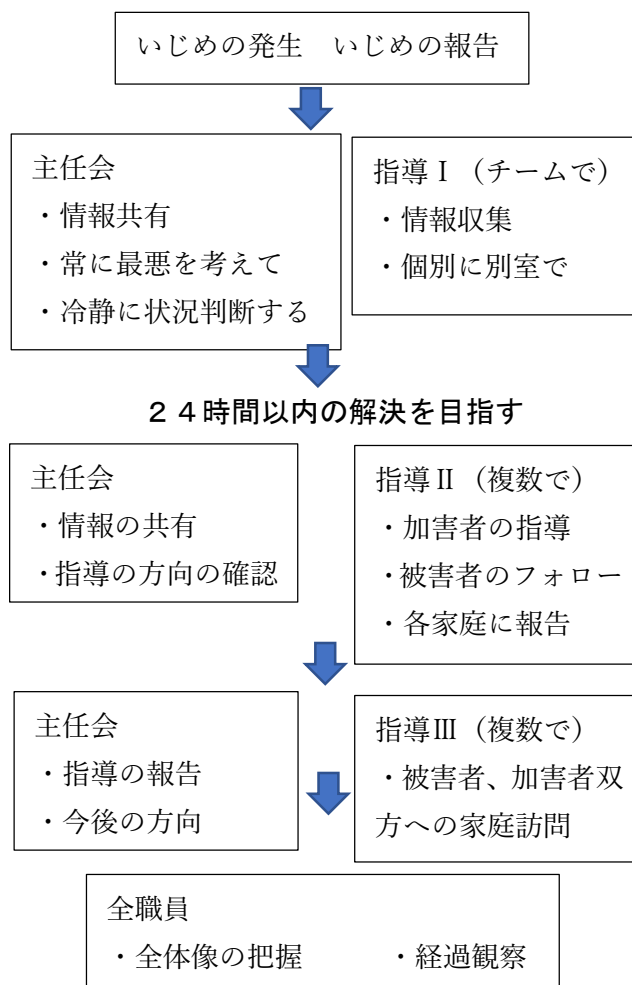 いじめの発生　いじめの報告
主任会
・情報共有
・常に最悪を考えて
・冷静に状況判断する
指導Ⅰ（チームで）
・情報収集
・個別に別室で
２４時間以内の解決を目指す
主任会
・情報の共有
・指導の方向の確認
指導Ⅱ（複数で）
・加害者の指導
・被害者のフォロー
・各家庭に報告
主任会
・指導の報告
・今後の方向
指導Ⅲ（複数で）
・被害者、加害者双
方への家庭訪問
全職員
・全体像の把握　　　・経過観察